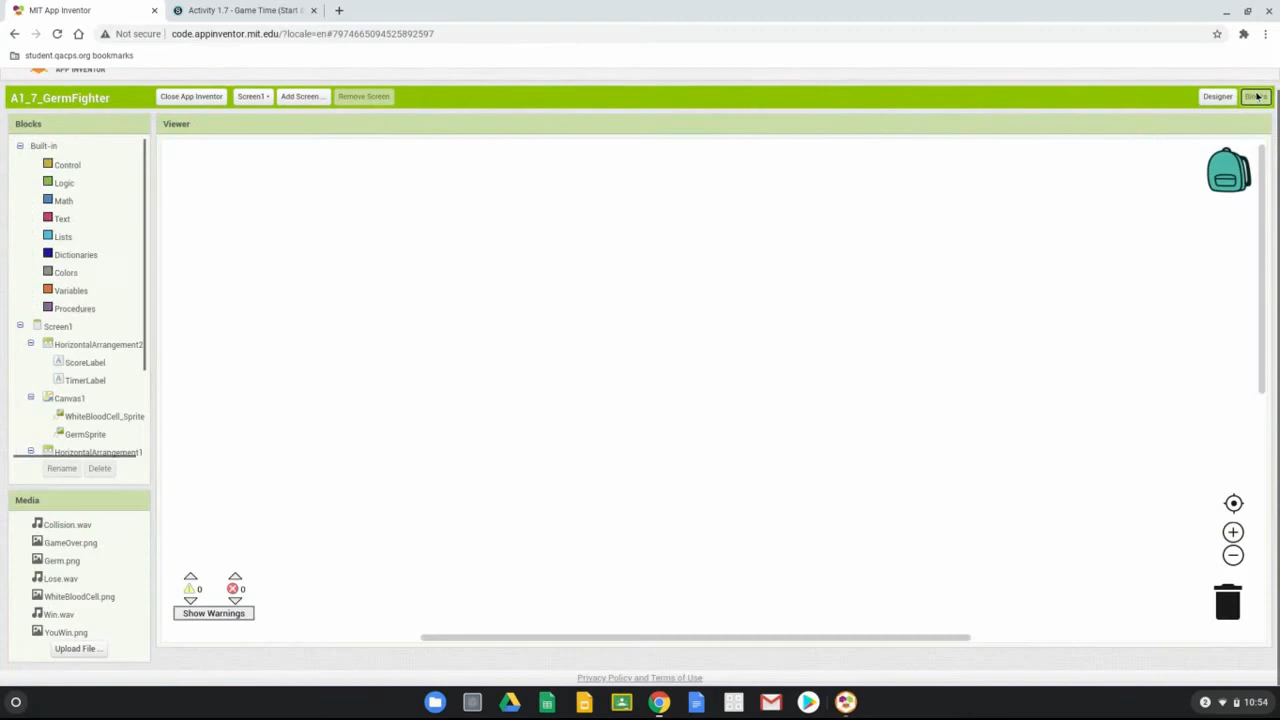 MIT App Inventor
Activity 1.7 - Game Time (Start &
Not secure
code.appinventor.mit.edu/?locale=en#7974665094525892597
student.qacps.org bookmarks
APP INVENTOR
A1_7_GermFighter
Close App Inventor
Screen1
Add Screen...
Remove Screen
Designer
Blocks
Blocks
Viewer
Built-in
Control
Logic
Math
Text
Lists
Dictionaries
Colors
Variables
Procedures
Screen1
HorizontalArrangement2
A ScoreLabel
A TimerLabel
Canvas1
WhiteBloodCell_Sprite
GermSprite
HorizontalArrangement1
Rename
Delete
Media
Collision.wav
GameOver.png
Germ.png
Lose.wav
WhiteBloodCell.png
Win.wav
YouWin.png
Upload File ...
0
0
Show Warnings
Privacy Policy and Terms of Use
2
10:54